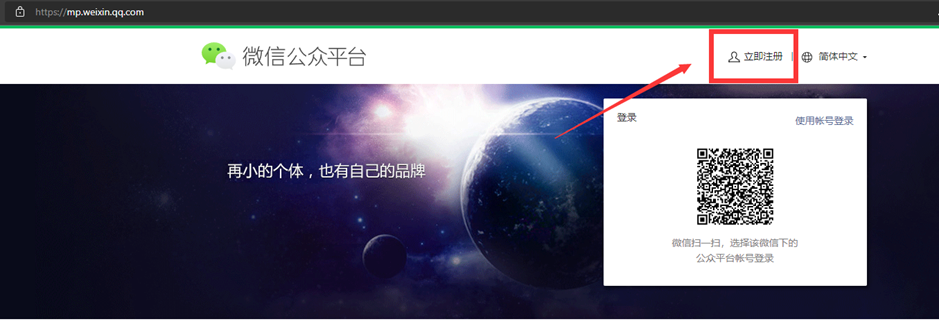 https://mp.weixin.qq.com
微信公众平台
立即注册 | 简体中文
登录
使用帐号登录
再小的个体，也有自己的品牌
微信扫一扫，选择该微信下的
公众平台帐号登录